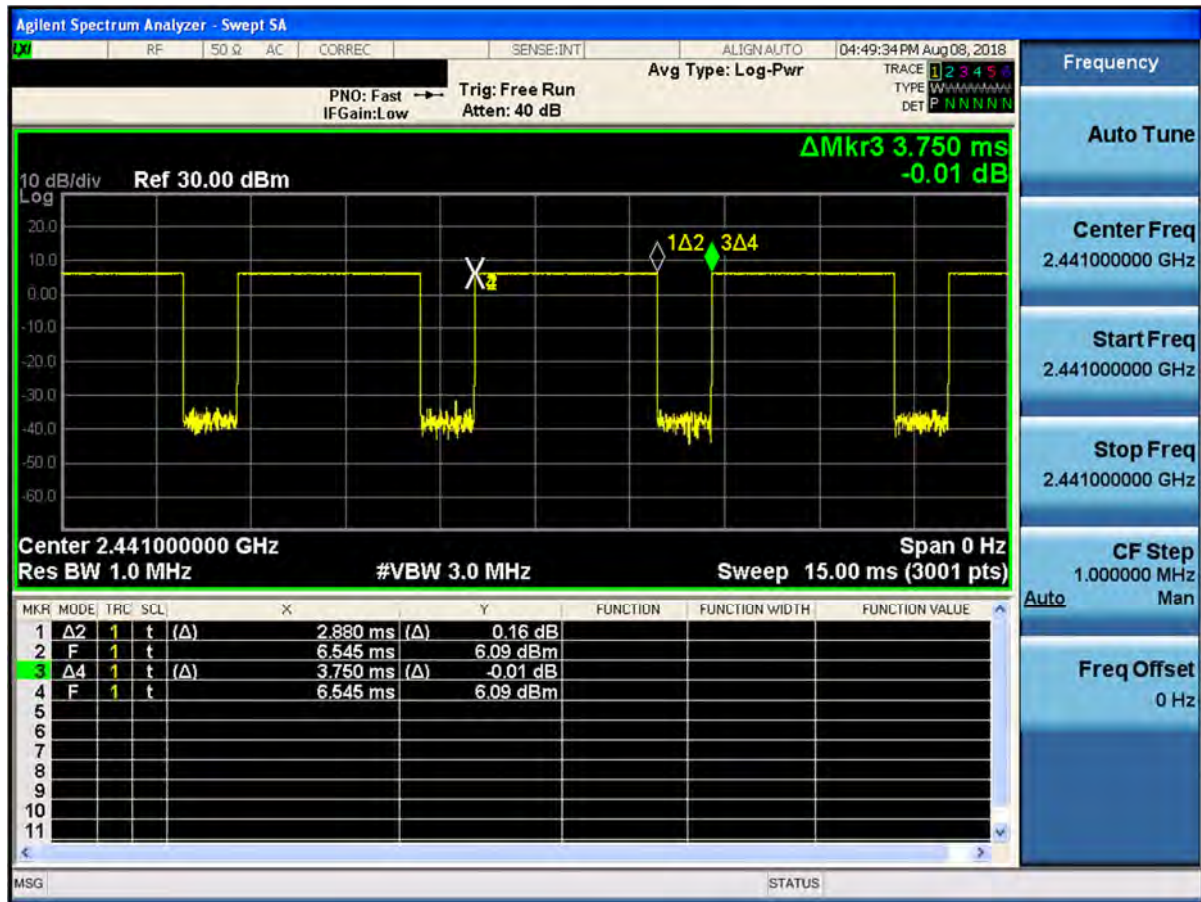 Agilent Spectrum Analyzer - Swept SA
LXI RF 50 Ω AC CORREC SENSE:INT ALIGNAUTO 04:49:34 PM Aug 08, 2018
Avg Type: Log-Pwr TRACE 1 2 3 4 5 6
PNO: Fast Trig: Free Run TYPE WWWWWW
IFGain:Low Atten: 40 dB DET P N N N N N
ΔMkr3 3.750 ms
-0.01 dB
10 dB/div Ref 30.00 dBm
Log
20.0
1Δ2 3Δ4
10.0
0.00
-10.0
-20.0
-30.0
-40.0
-50.0
-60.0
Center 2.441000000 GHz Span 0 Hz
Res BW 1.0 MHz #VBW 3.0 MHz Sweep 15.00 ms (3001 pts)
MKR MODE TRC SCL X Y FUNCTION FUNCTION WIDTH FUNCTION VALUE
1 Δ2 1 t (Δ) 2.880 ms (Δ) 0.16 dB
2 F 1 t 6.545 ms 6.09 dBm
3 Δ4 1 t (Δ) 3.750 ms (Δ) -0.01 dB
4 F 1 t 6.545 ms 6.09 dBm
5
6
7
8
9
10
11
MSG STATUS
Frequency
Auto Tune
Center Freq
2.441000000 GHz
Start Freq
2.441000000 GHz
Stop Freq
2.441000000 GHz
CF Step
1.000000 MHz
Auto Man
Freq Offset
0 Hz